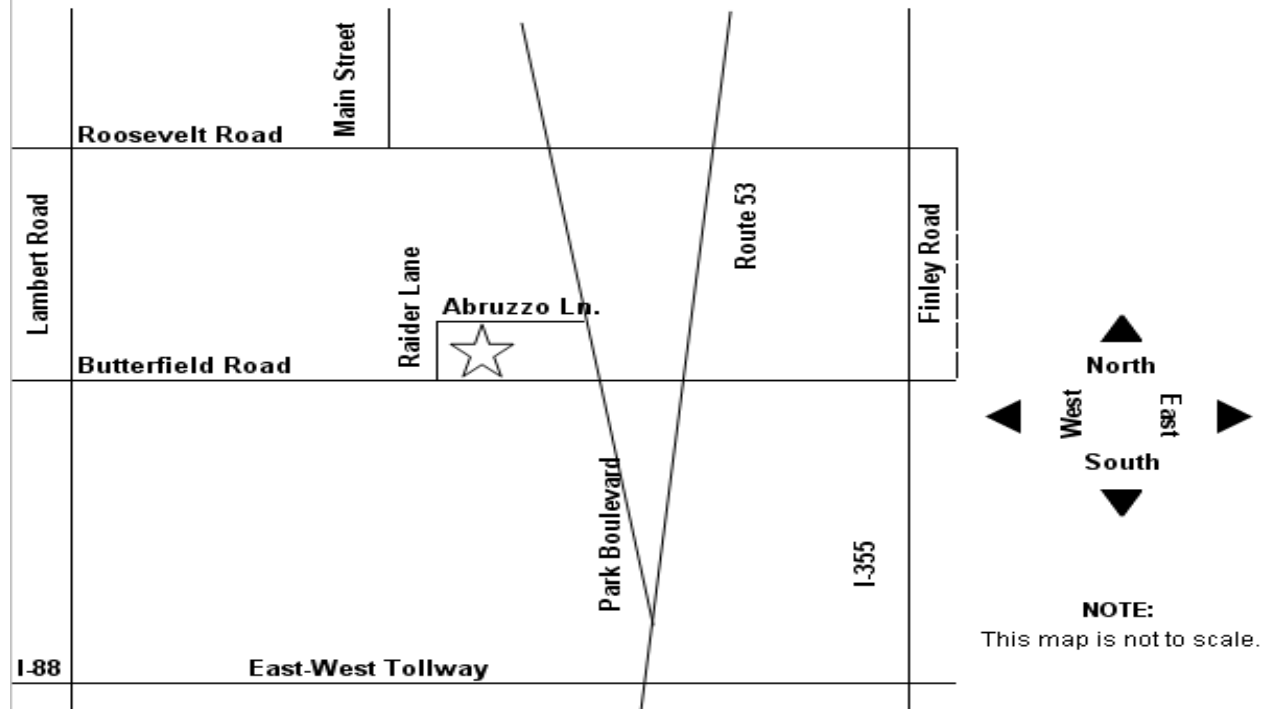 Main Street
Roosevelt Road
Lambert Road
Route 53
Finley Road
Raider Lane
Abruzzo Ln.
Butterfield Road
North
West
East
South
Park Boulevard
I-355
NOTE:
This map is not to scale.
I-88
East-West Tollway